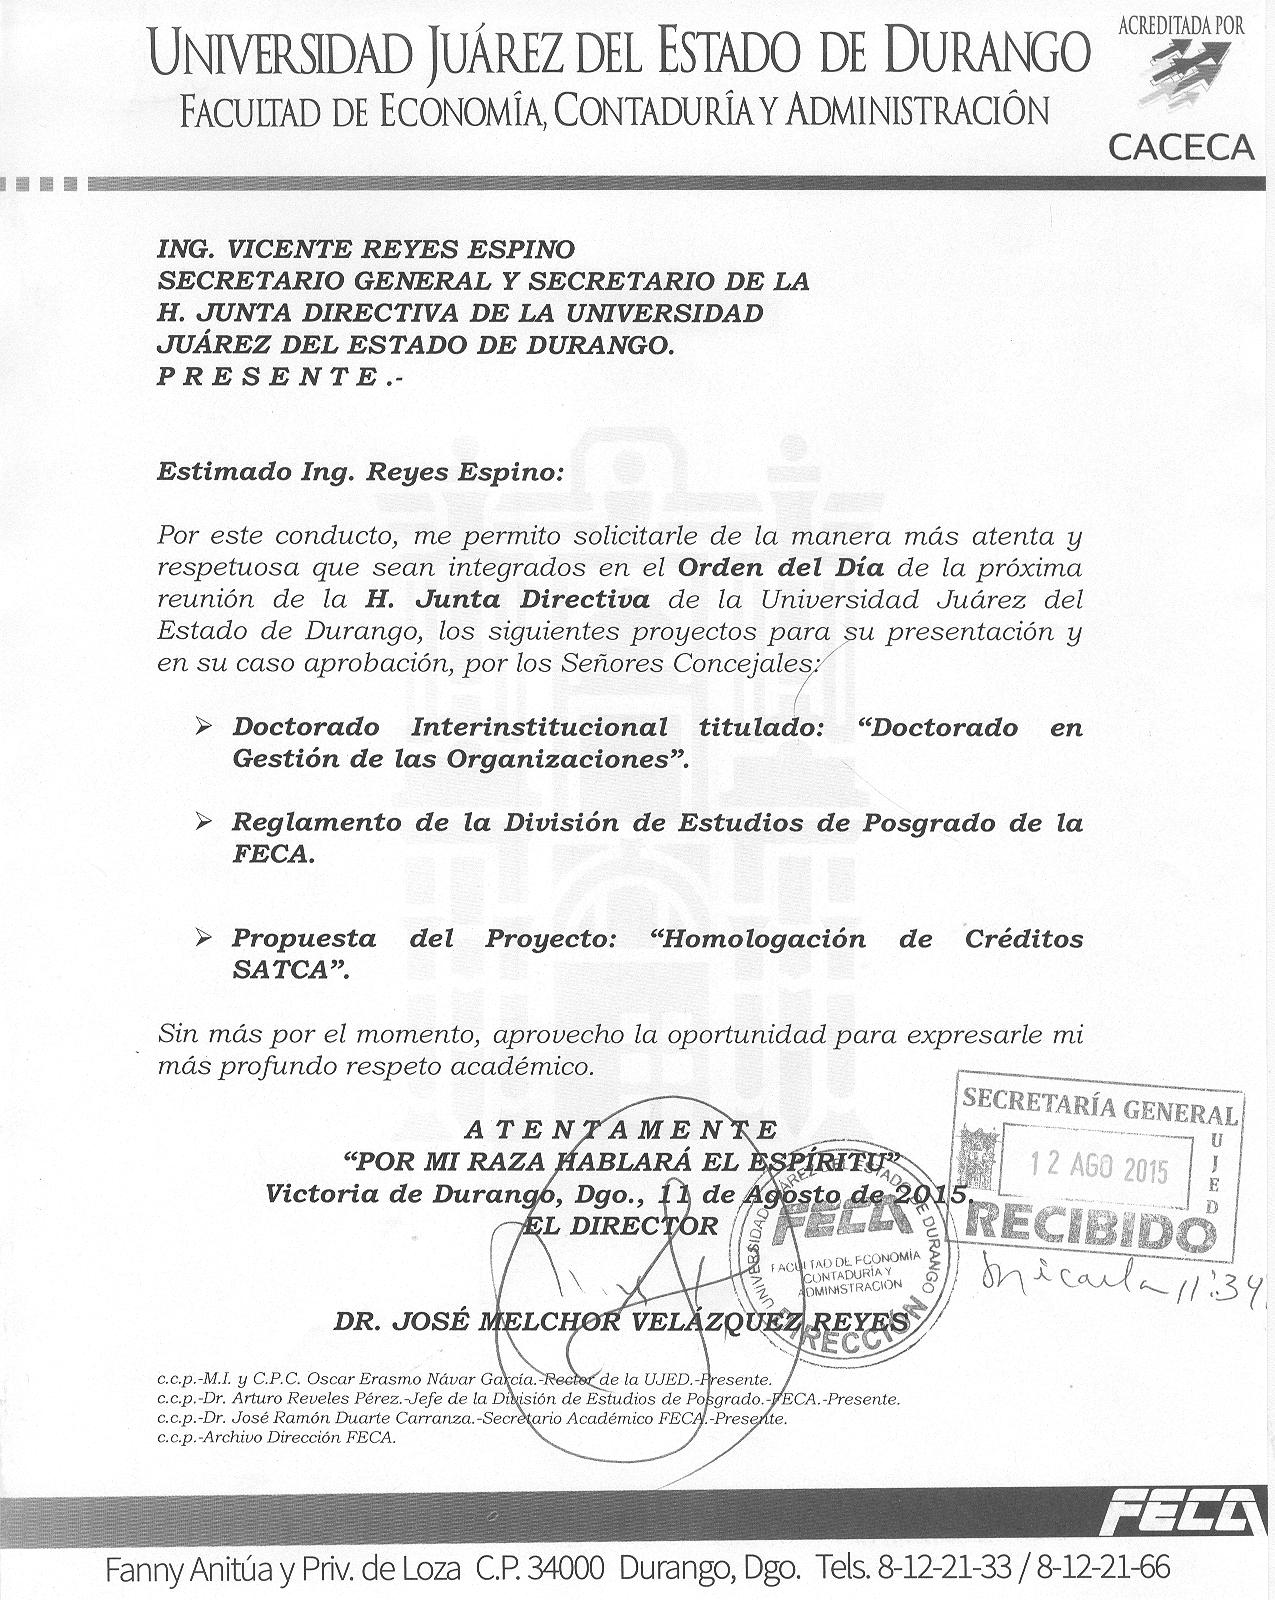 UNIVERSIDAD JUÁREZ DEL ESTADO DE DURANGO
FACULTAD DE ECONOMÍA, CONTADURÍA Y ADMINISTRACIÓN
ACREDITADA POR
CACECA
ING. VICENTE REYES ESPINO
SECRETARIO GENERAL Y SECRETARIO DE LA
H. JUNTA DIRECTIVA DE LA UNIVERSIDAD
JUÁREZ DEL ESTADO DE DURANGO.
P R E S E N T E .-
Estimado Ing. Reyes Espino:
Por este conducto, me permito solicitarle de la manera más atenta y
respetuosa que sean integrados en el Orden del Día de la próxima
reunión de la H. Junta Directiva de la Universidad Juárez del
Estado de Durango, los siguientes proyectos para su presentación y
en su caso aprobación, por los Señores Concejales:
➢ Doctorado Interinstitucional titulado: “Doctorado en
Gestión de las Organizaciones”.
➢ Reglamento de la División de Estudios de Posgrado de la
FECA.
➢ Propuesta del Proyecto: “Homologación de Créditos
SATCA”.
Sin más por el momento, aprovecho la oportunidad para expresarle mi
más profundo respeto académico.
A T E N T A M E N T E
“POR MI RAZA HABLARÁ EL ESPÍRITU”
Victoria de Durango, Dgo., 11 de Agosto de 2015.
EL DIRECTOR
DR. JOSÉ MELCHOR VELÁZQUEZ REYES
UNIVERSIDAD JUÁREZ DEL ESTADO DE DURANGO
FECA
FACULTAD DE ECONOMÍA
CONTADURÍA Y
ADMINISTRACIÓN
DIRECCIÓN
SECRETARÍA GENERAL
UJED
12 AGO 2015
RECIBIDO
11:34
c.c.p.-M.I. y C.P.C. Oscar Erasmo Návar García.-Rector de la UJED.-Presente.
c.c.p.-Dr. Arturo Reveles Pérez.-Jefe de la División de Estudios de Posgrado.-FECA.-Presente.
c.c.p.-Dr. José Ramón Duarte Carranza.-Secretario Académico FECA.-Presente.
c.c.p.-Archivo Dirección FECA.
FECA
Fanny Anitúa y Priv. de Loza C.P. 34000 Durango, Dgo. Tels. 8-12-21-33 / 8-12-21-66